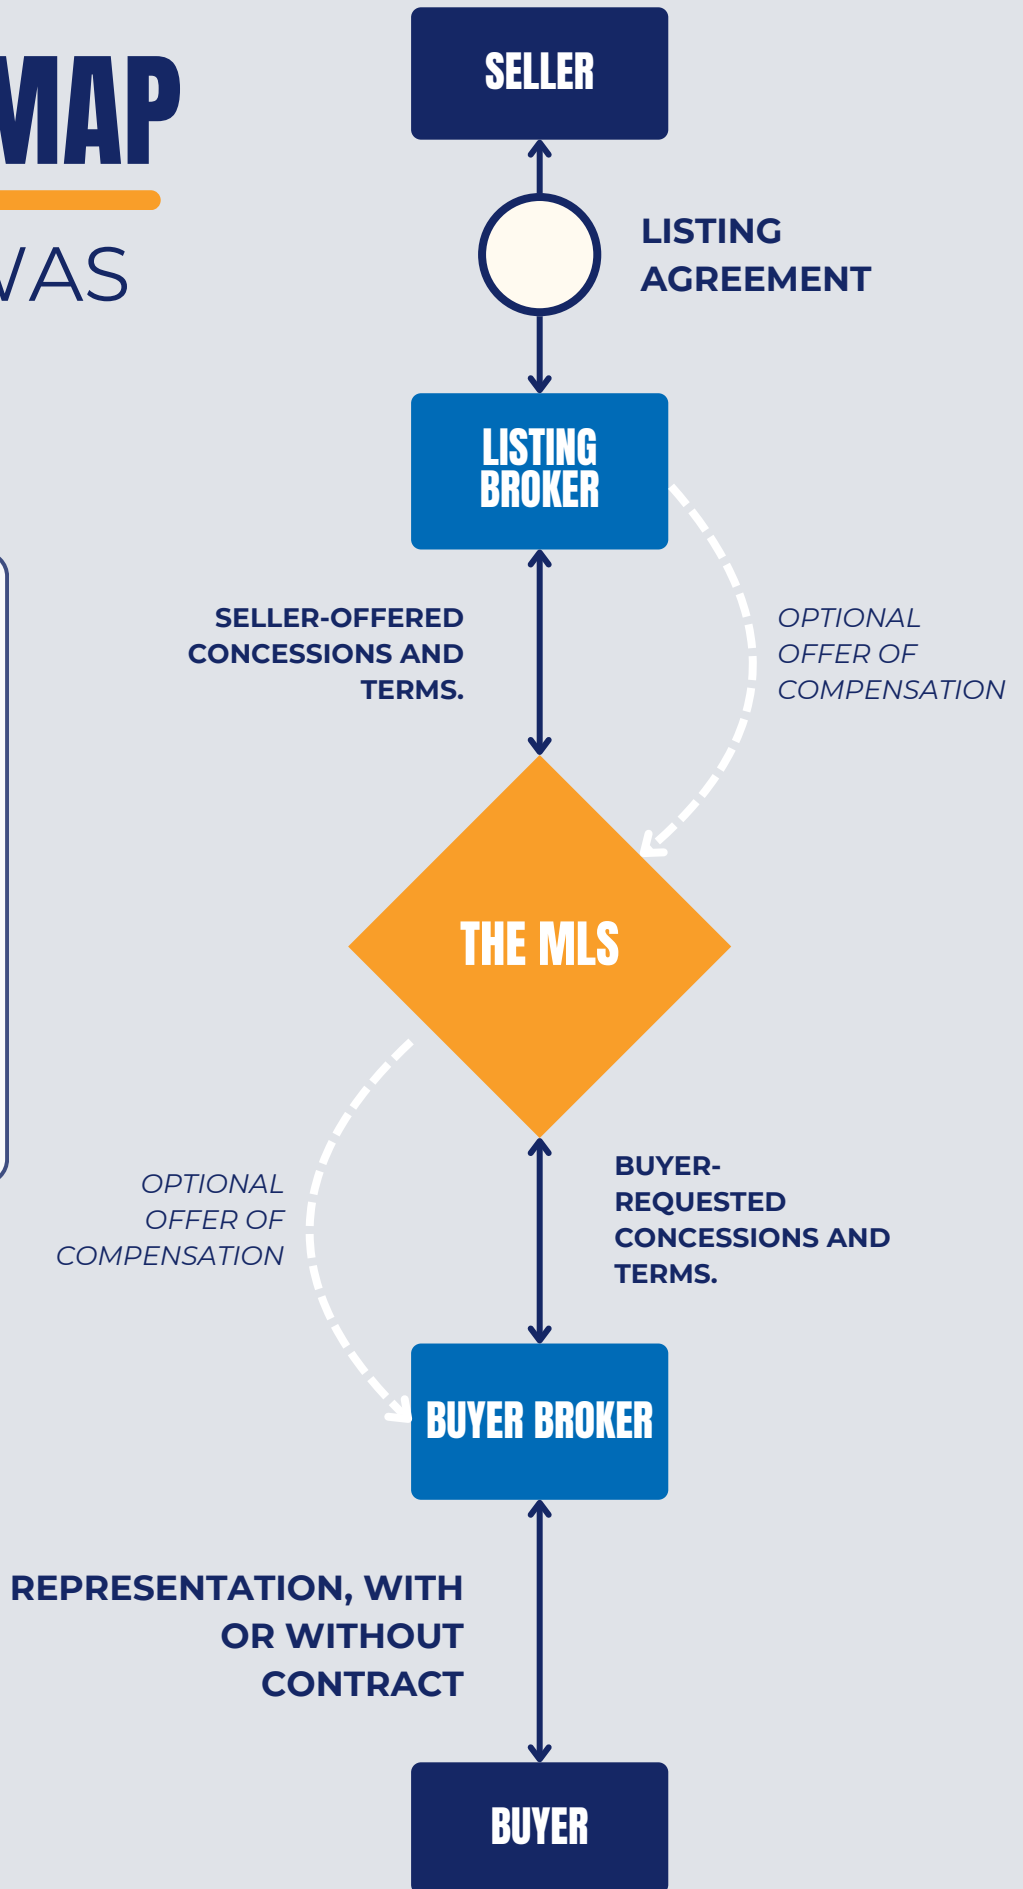 MAP
WAS
SELLER
LISTING
AGREEMENT
LISTING
BROKER
SELLER-OFFERED
CONCESSIONS AND
TERMS.
OPTIONAL
OFFER OF
COMPENSATION
THE MLS
OPTIONAL
OFFER OF
COMPENSATION
BUYER-
REQUESTED
CONCESSIONS AND
TERMS.
BUYER BROKER
REPRESENTATION, WITH
OR WITHOUT
CONTRACT
BUYER